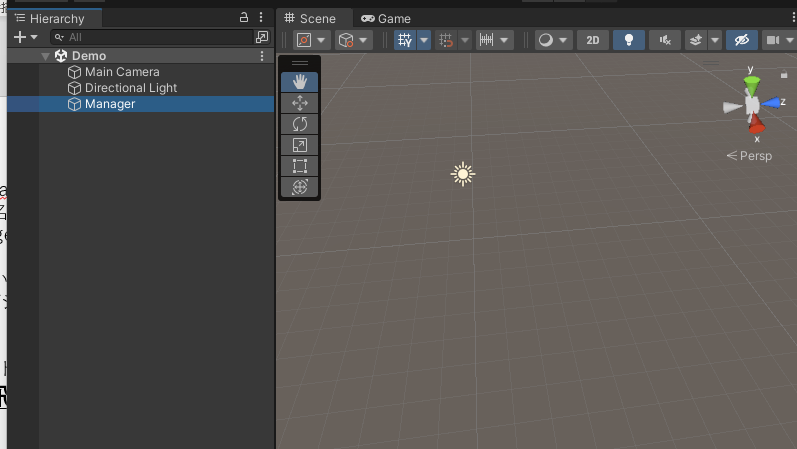 Hierarchy
All
Demo
Main Camera
Directional Light
Manager
Scene
Game
2D
y
z
x
Persp